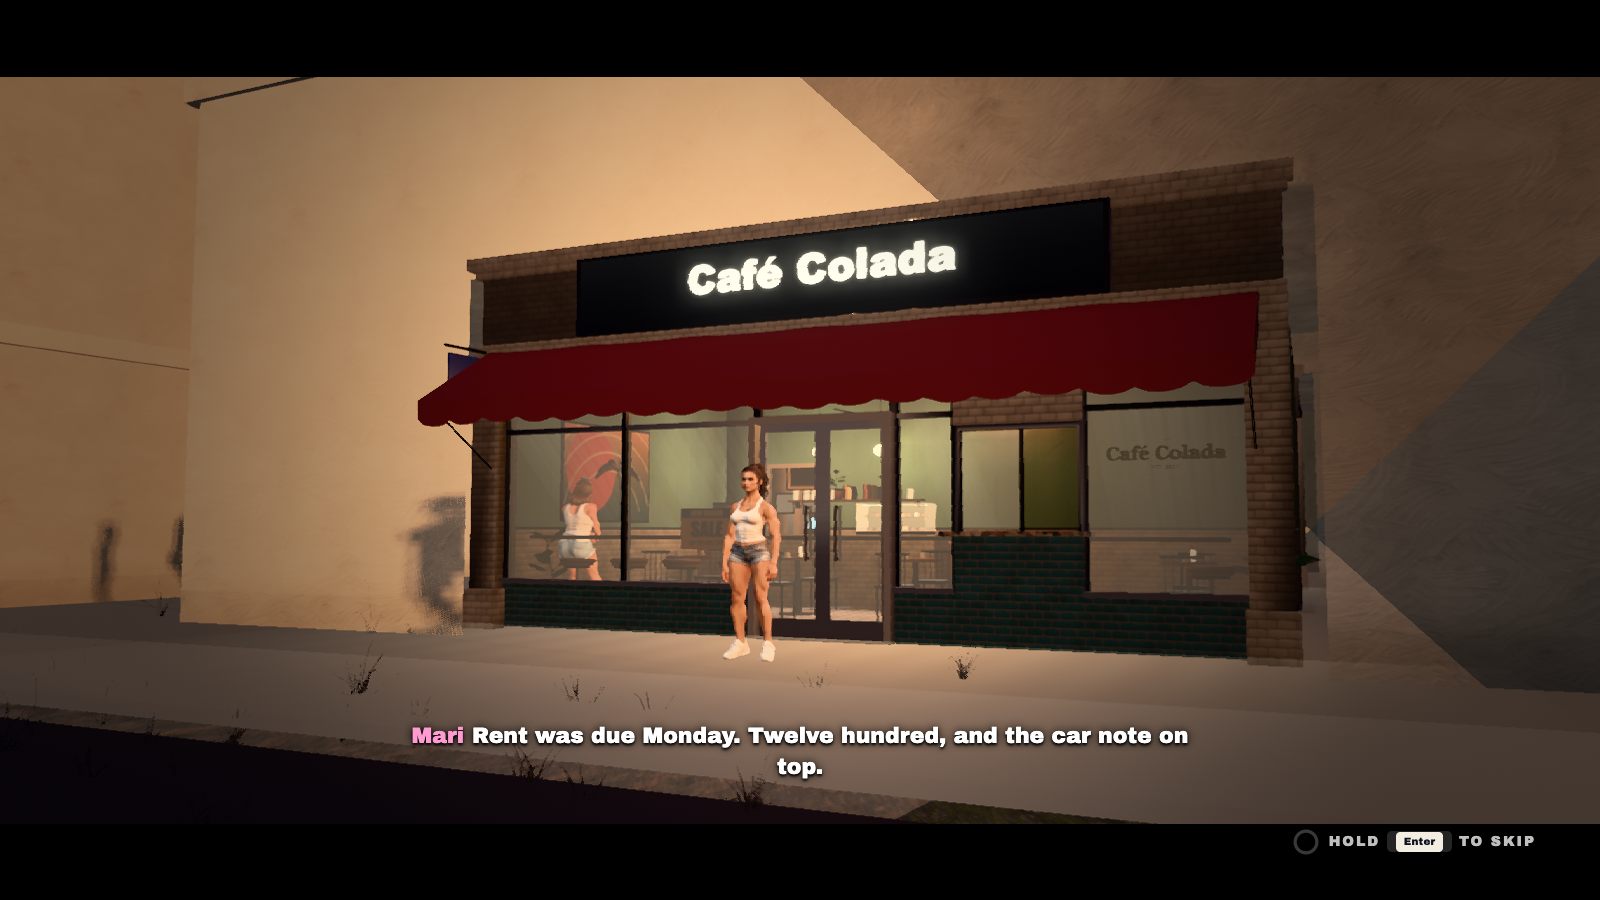 Café Colada
Café Colada
SALE
Mari Rent was due Monday. Twelve hundred, and the car note on
top.
HOLD Enter TO SKIP